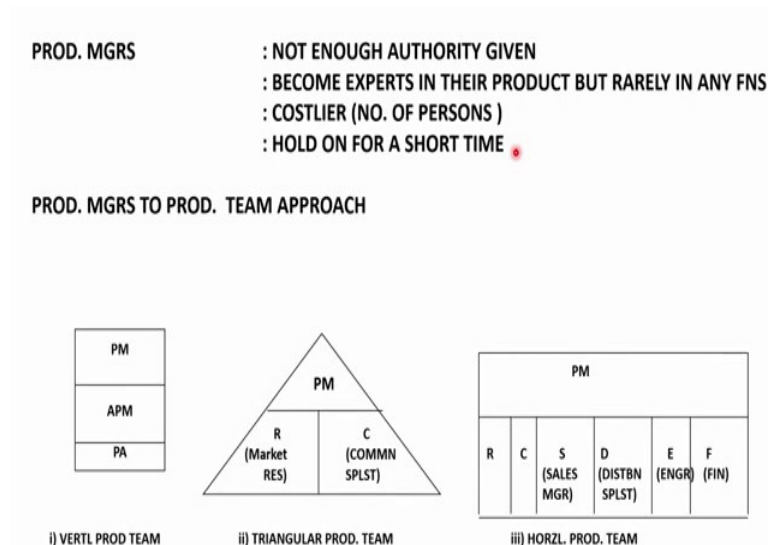 PROD. MGRS : NOT ENOUGH AUTHORITY GIVEN
: BECOME EXPERTS IN THEIR PRODUCT BUT RARELY IN ANY FNS
: COSTLIER (NO. OF PERSONS )
: HOLD ON FOR A SHORT TIME
PROD. MGRS TO PROD. TEAM APPROACH
PM
APM
PA
i) VERTL PROD TEAM
PM
R
(Market
RES)
C
(COMMN
SPLST)
ii) TRIANGULAR PROD. TEAM
PM
R
C
S
(SALES
MGR)
D
(DISTBN
SPLST)
E
(ENGR)
F
(FIN)
iii) HORZL. PROD. TEAM